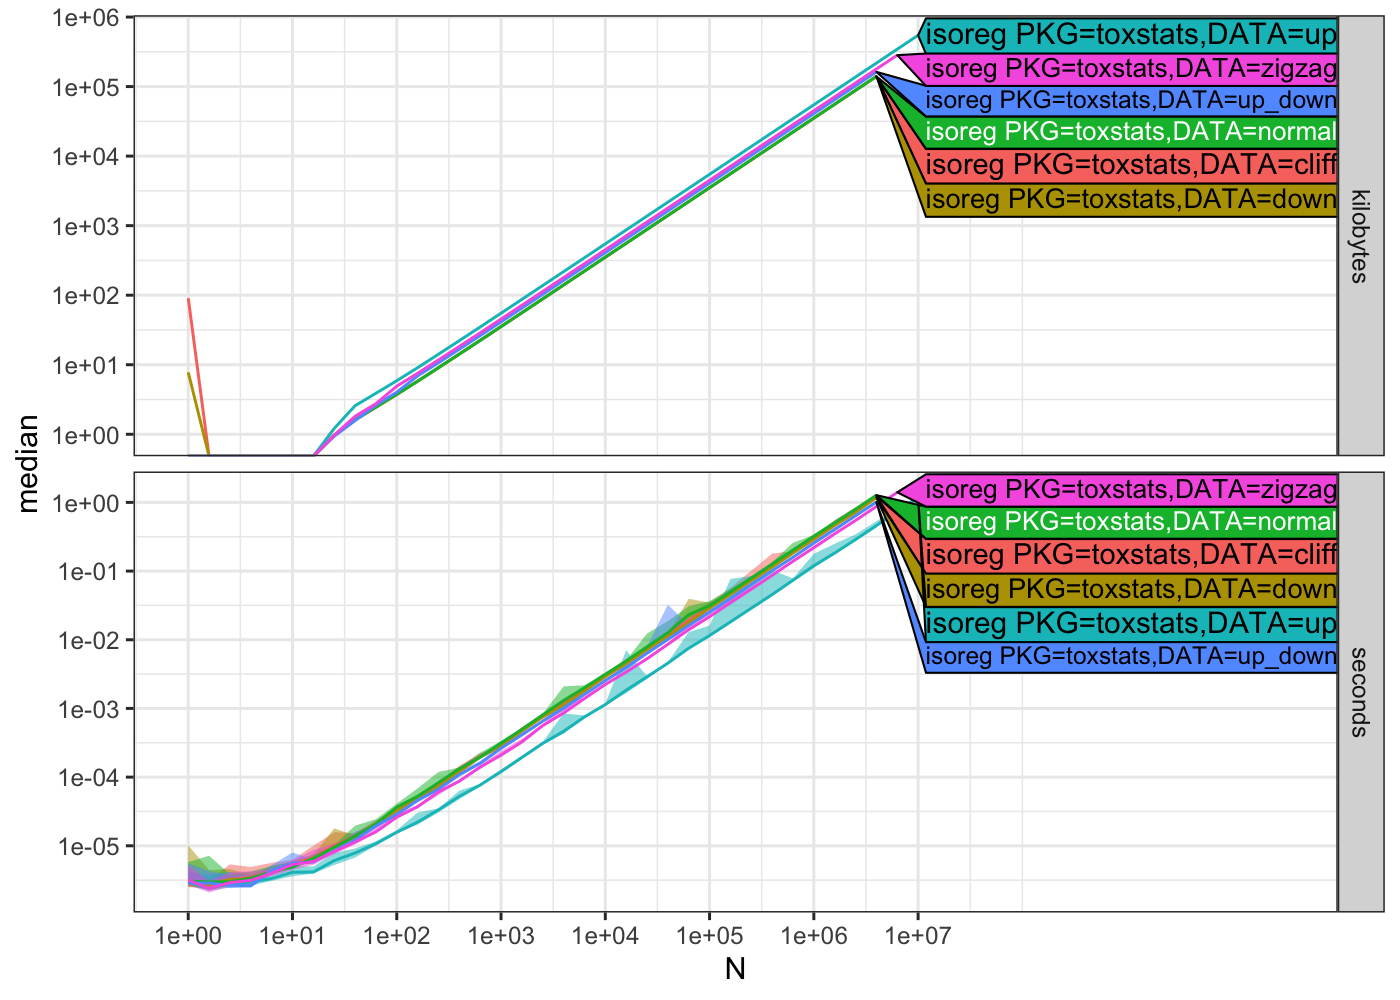 1e+06
1e+05
1e+04
1e+03
1e+02
1e+01
1e+00
isoreg PKG=toxstats,DATA=up
isoreg PKG=toxstats,DATA=zigzag
isoreg PKG=toxstats,DATA=up_down
isoreg PKG=toxstats,DATA=normal
isoreg PKG=toxstats,DATA=cliff
isoreg PKG=toxstats,DATA=down
kilobytes
median
1e+00
1e-01
1e-02
1e-03
1e-04
1e-05
isoreg PKG=toxstats,DATA=zigzag
isoreg PKG=toxstats,DATA=normal
isoreg PKG=toxstats,DATA=cliff
isoreg PKG=toxstats,DATA=down
isoreg PKG=toxstats,DATA=up
isoreg PKG=toxstats,DATA=up_down
seconds
1e+00 1e+01 1e+02 1e+03 1e+04 1e+05 1e+06 1e+07
N